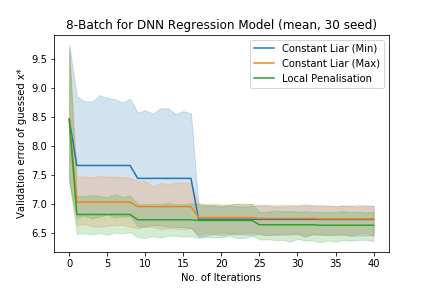 8-Batch for DNN Regression Model (mean, 30 seed)
Constant Liar (Min)
Constant Liar (Max)
Local Penalisation
Validation error of guessed x*
9.5
9.0
8.5
8.0
7.5
7.0
6.5
0 5 10 15 20 25 30 35 40
No. of Iterations